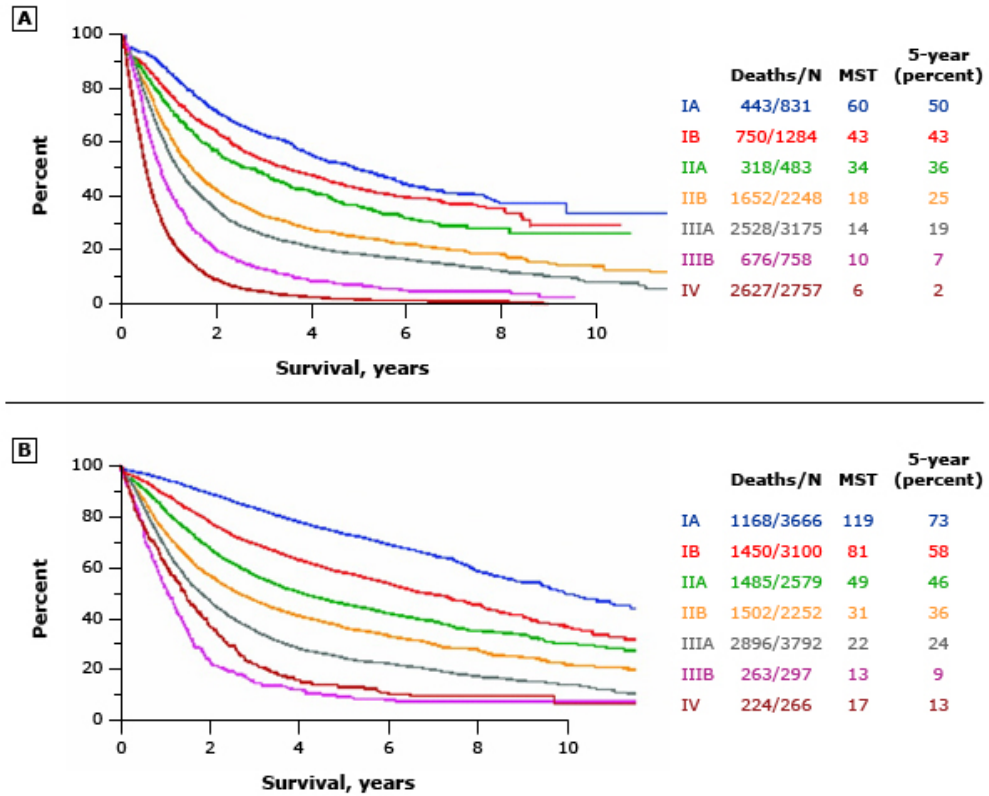 A
100
80
60
40
20
0
Percent
0 2 4 6 8 10
Survival, years
5-year
Deaths/N MST (percent)
IA 443/831 60 50
IB 750/1284 43 43
IIA 318/483 34 36
IIB 1652/2248 18 25
IIIA 2528/3175 14 19
IIIB 676/758 10 7
IV 2627/2757 6 2
B
100
80
60
40
20
0
Percent
0 2 4 6 8 10
Survival, years
5-year
Deaths/N MST (percent)
IA 1168/3666 119 73
IB 1450/3100 81 58
IIA 1485/2579 49 46
IIB 1502/2252 31 36
IIIA 2896/3792 22 24
IIIB 263/297 13 9
IV 224/266 17 13